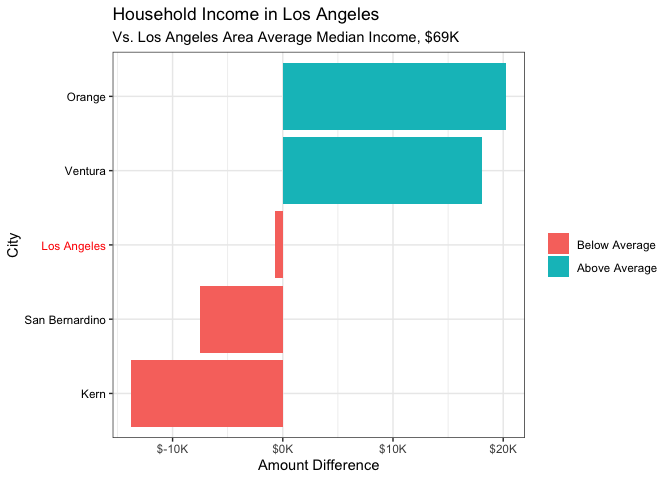 Household Income in Los Angeles
Vs. Los Angeles Area Average Median Income, $69K
City
Orange
Ventura
Los Angeles
San Bernardino
Kern
$-10K
$0K
$10K
$20K
Amount Difference
Below Average
Above Average